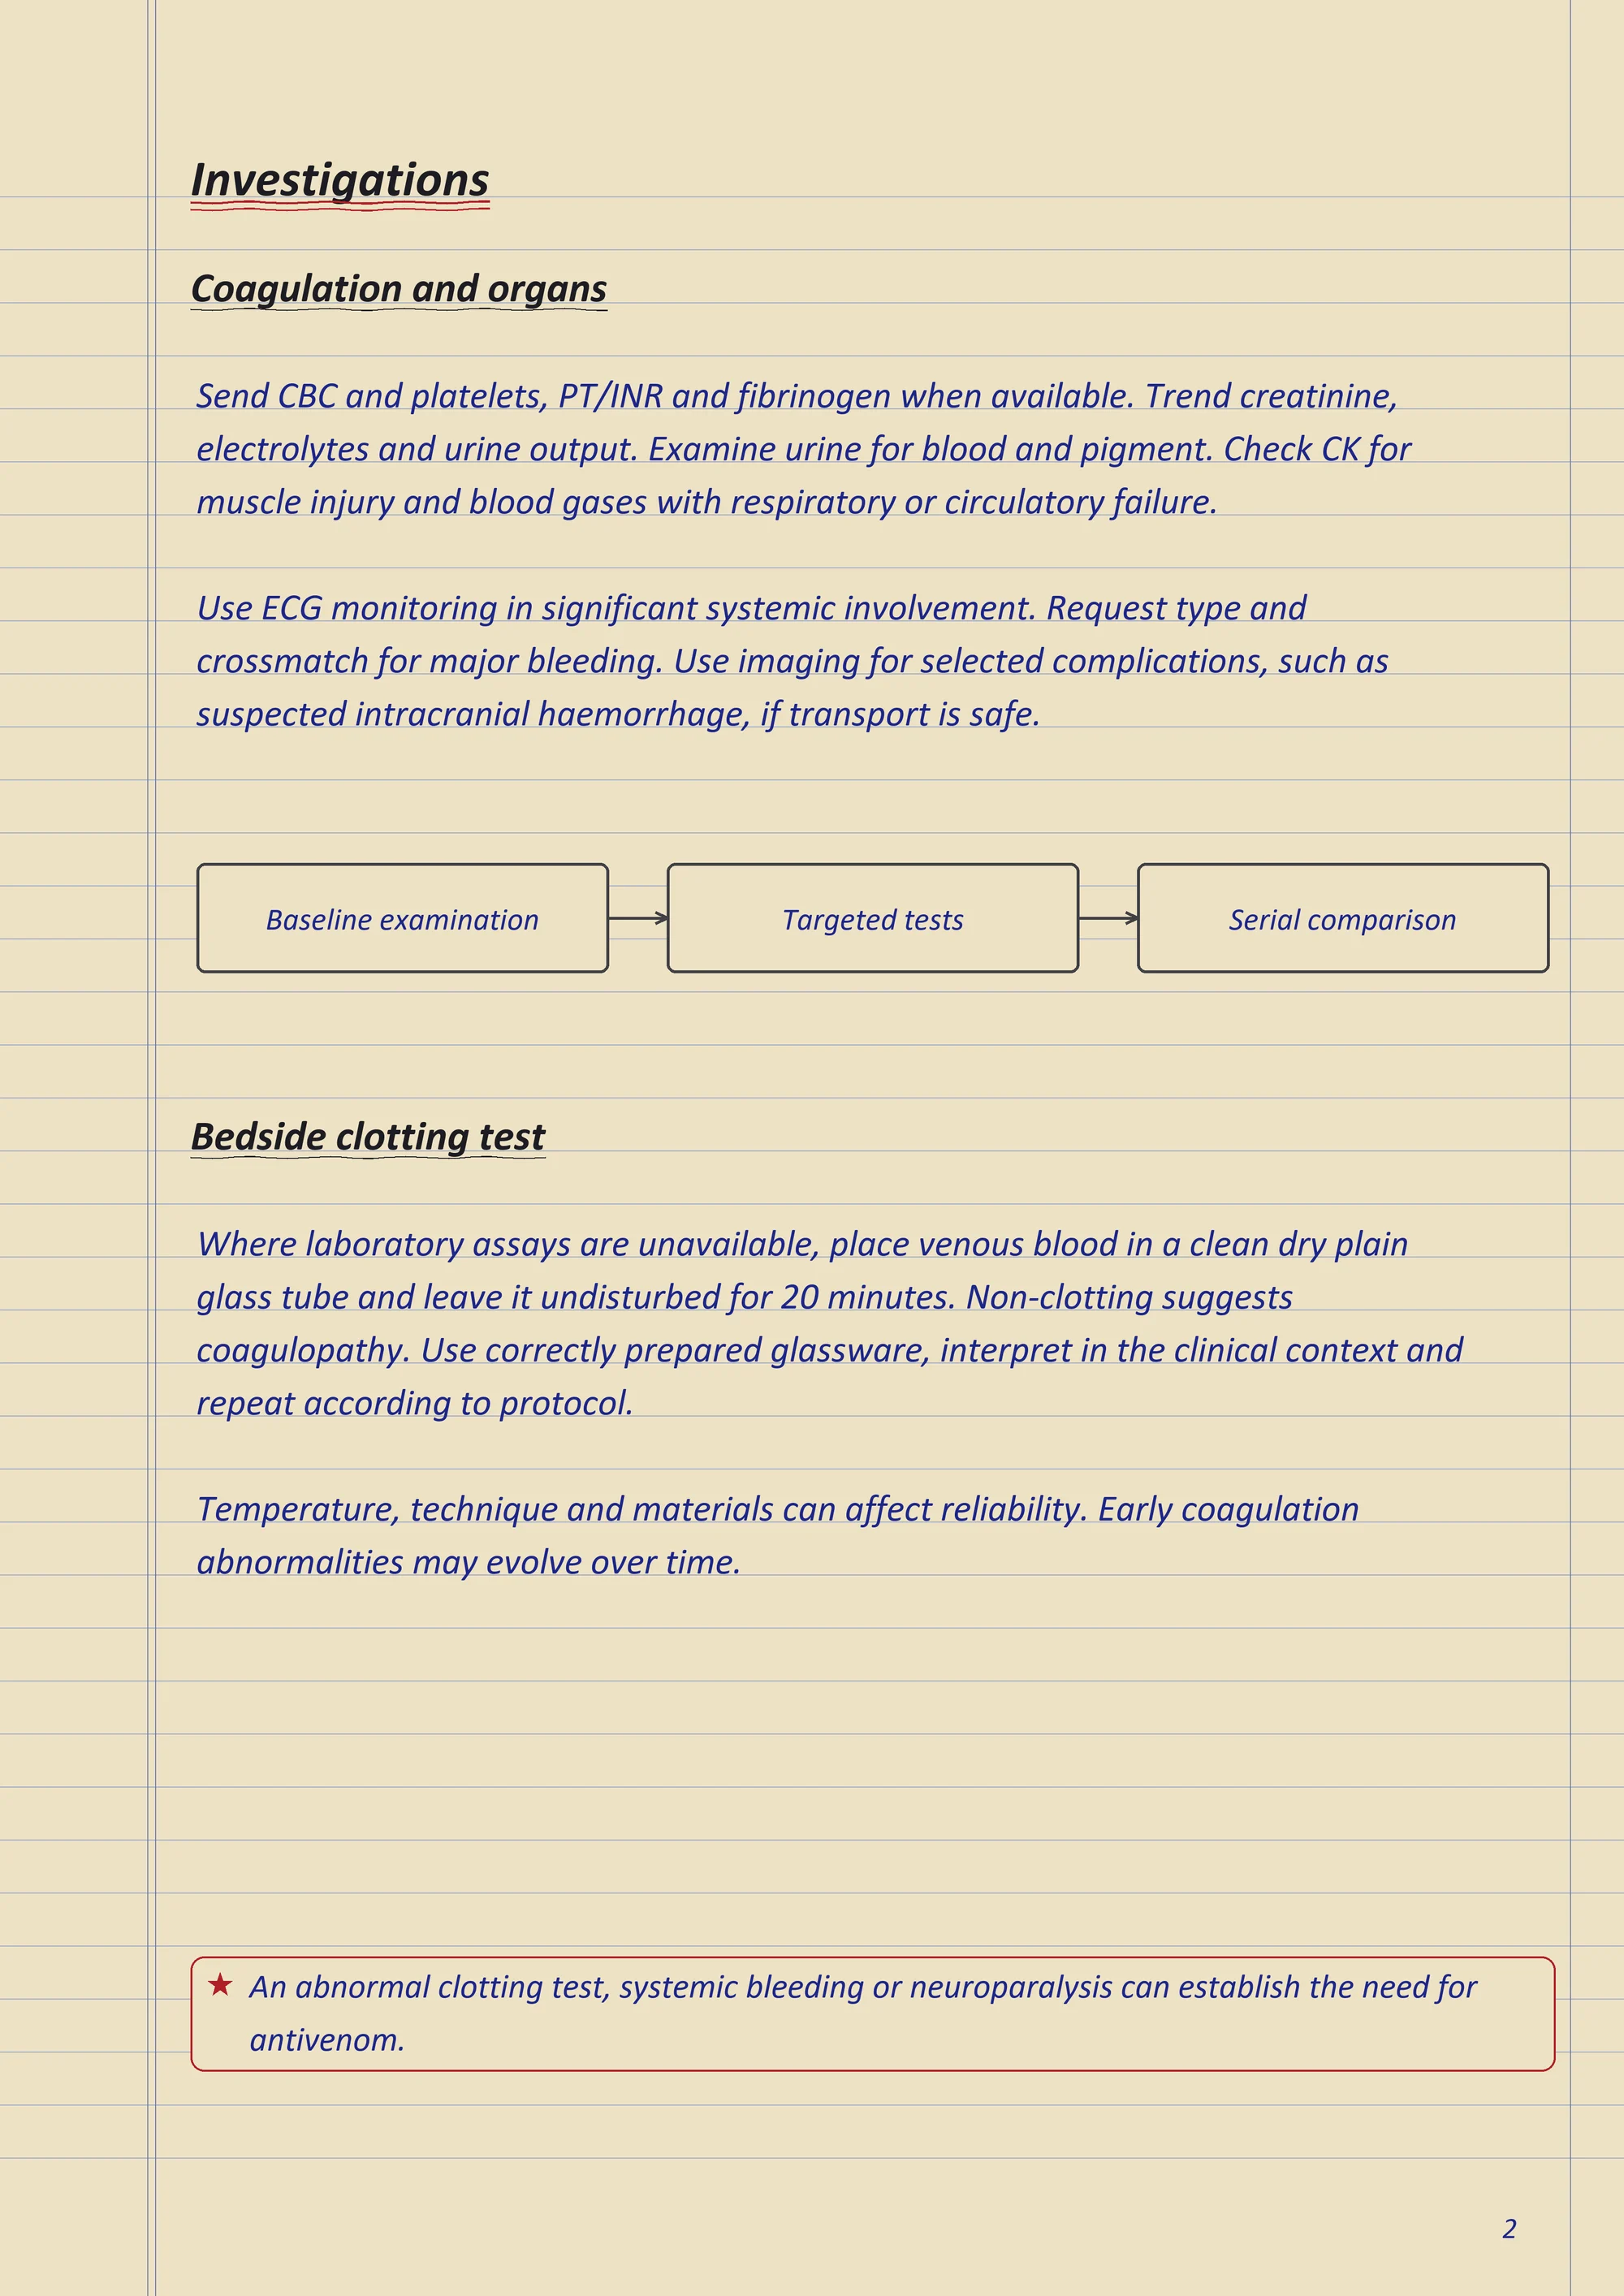 Investigations
Coagulation and organs
Send CBC and platelets, PT/INR and fibrinogen when available. Trend creatinine,
electrolytes and urine output. Examine urine for blood and pigment. Check CK for
muscle injury and blood gases with respiratory or circulatory failure.
Use ECG monitoring in significant systemic involvement. Request type and
crossmatch for major bleeding. Use imaging for selected complications, such as
suspected intracranial haemorrhage, if transport is safe.
Baseline examination
Targeted tests
Serial comparison
Bedside clotting test
Where laboratory assays are unavailable, place venous blood in a clean dry plain
glass tube and leave it undisturbed for 20 minutes. Non-clotting suggests
coagulopathy. Use correctly prepared glassware, interpret in the clinical context and
repeat according to protocol.
Temperature, technique and materials can affect reliability. Early coagulation
abnormalities may evolve over time.
★ An abnormal clotting test, systemic bleeding or neuroparalysis can establish the need for
antivenom.
2